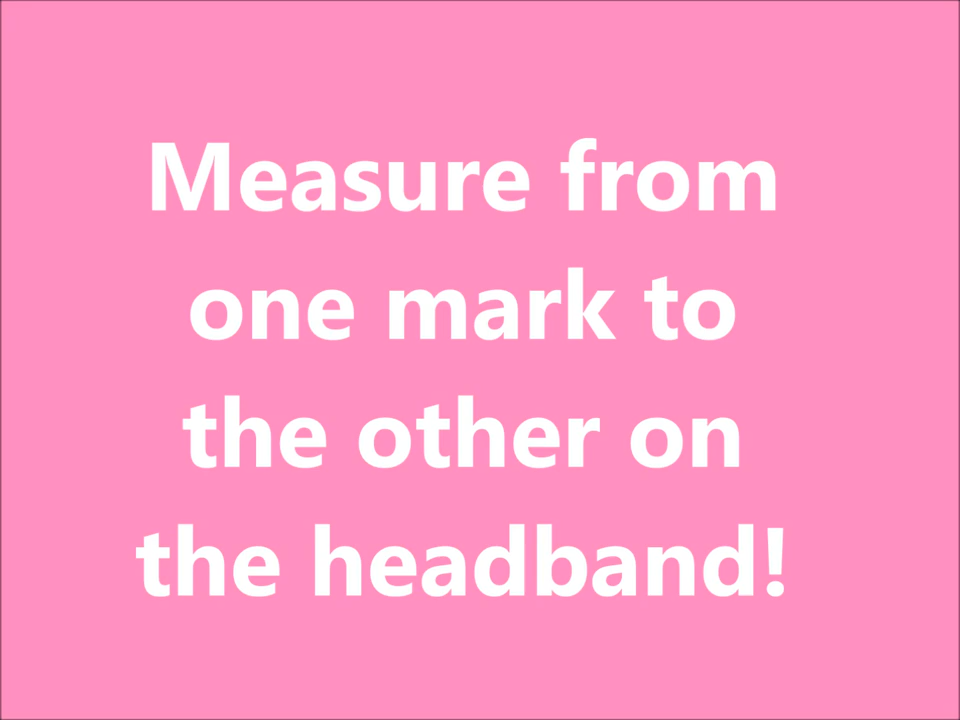 Measure from
one mark to
the other on
the headband!